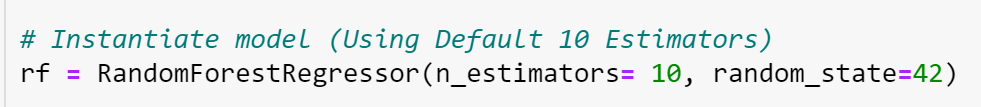 # Instantiate model (Using Default 10 Estimators)
rf = RandomForestRegressor(n_estimators= 10, random_state=42)